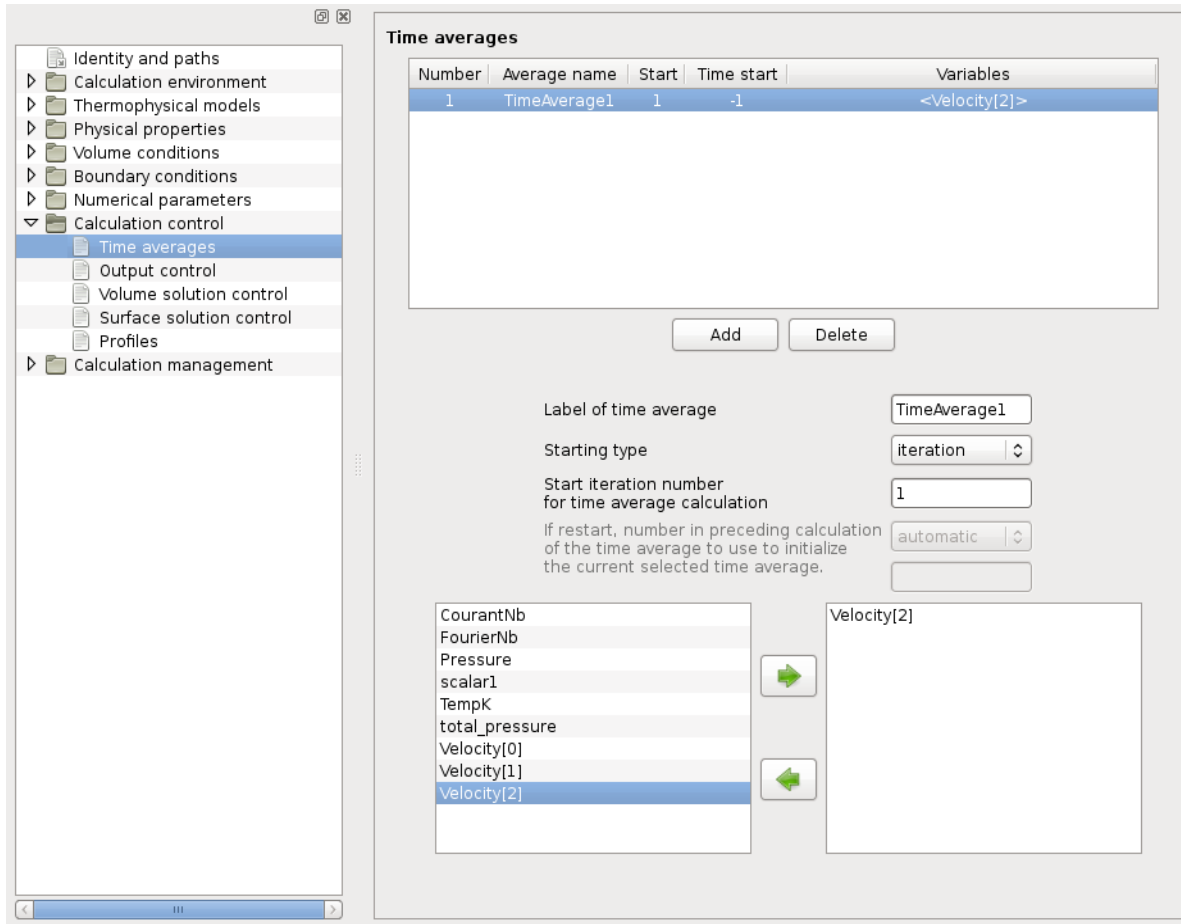 Identity and paths
Calculation environment
Thermophysical models
Physical properties
Volume conditions
Boundary conditions
Numerical parameters
Calculation control
Time averages
Output control
Volume solution control
Surface solution control
Profiles
Calculation management
Time averages
Number Average name Start Time start Variables
1 TimeAverage1 1 -1 <Velocity[2]>
Add Delete
Label of time average TimeAverage1
Starting type iteration
Start iteration number
for time average calculation 1
If restart, number in preceding calculation
of the time average to use to initialize
the current selected time average.
automatic
CourantNb
FourierNb
Pressure
scalar1
TempK
total_pressure
Velocity[0]
Velocity[1]
Velocity[2]
Velocity[2]